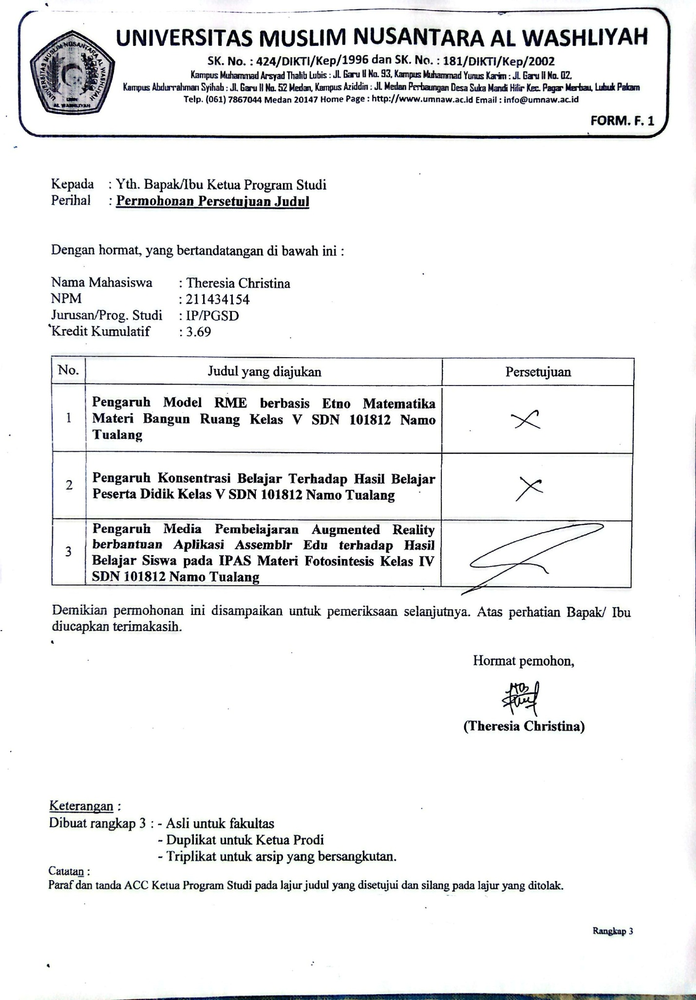 UNIVERSITAS MUSLIM NUSANTARA AL WASHLIYAH
UMN
AL WASHLIYAH
UNIVERSITAS MUSLIM NUSANTARA AL WASHLIYAH
SK. No. : 424/DIKTI/Kep/1996 dan SK. No. : 181/DIKTI/Kep/2002
Kampus Muhammad Arsyad Thalib Lubis : Jl. Garu II No. 93, Kampus Muhammad Yunus Karim : Jl. Garu II No. 02,
Kampus Abdurrahman Syihab : Jl. Garu II No. 52 Medan, Kampus Aziddin : Jl. Medan Perbaungan Desa Suka Mandi Hilir Kec. Pagar Merbau, Lubuk Pakam
Telp. (061) 7867044 Medan 20147 Home Page : http://www.umnaw.ac.id Email : info@umnaw.ac.id
FORM. F. 1
Kepada : Yth. Bapak/Ibu Ketua Program Studi
Perihal : Permohonan Persetujuan Judul
Dengan hormat, yang bertandatangan di bawah ini :
Nama Mahasiswa : Theresia Christina
NPM : 211434154
Jurusan/Prog. Studi : IP/PGSD
Kredit Kumulatif : 3.69
No. Judul yang diajukan Persetujuan
1 Pengaruh Model RME berbasis Etno Matematika
Materi Bangun Ruang Kelas V SDN 101812 Namo
Tualang
2 Pengaruh Konsentrasi Belajar Terhadap Hasil Belajar
Peserta Didik Kelas V SDN 101812 Namo Tualang
3 Pengaruh Media Pembelajaran Augmented Reality
berbantuan Aplikasi Assemblr Edu terhadap Hasil
Belajar Siswa pada IPAS Materi Fotosintesis Kelas IV
SDN 101812 Namo Tualang
Demikian permohonan ini disampaikan untuk pemeriksaan selanjutnya. Atas perhatian Bapak/ Ibu
diucapkan terimakasih.
Hormat pemohon,
(Theresia Christina)
Keterangan :
Dibuat rangkap 3 : - Asli untuk fakultas
- Duplikat untuk Ketua Prodi
- Triplikat untuk arsip yang bersangkutan.
Catatan :
Paraf dan tanda ACC Ketua Program Studi pada lajur judul yang disetujui dan silang pada lajur yang ditolak.
Rangkap 3